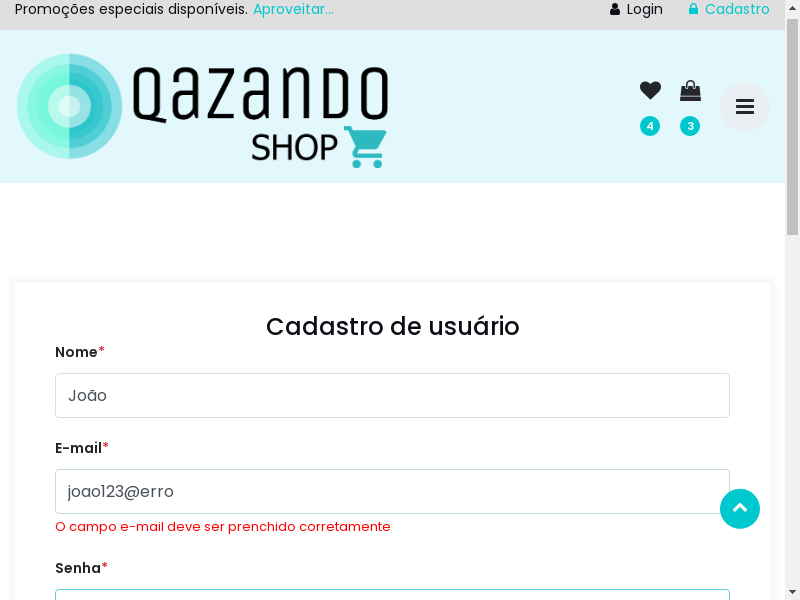 Promoções especiais disponíveis. Aproveitar... Login Cadastro
QAZANDO
SHOP
4 3
Cadastro de usuário
Nome*
João
E-mail*
joao123@erro
O campo e-mail deve ser prenchido corretamente
Senha*